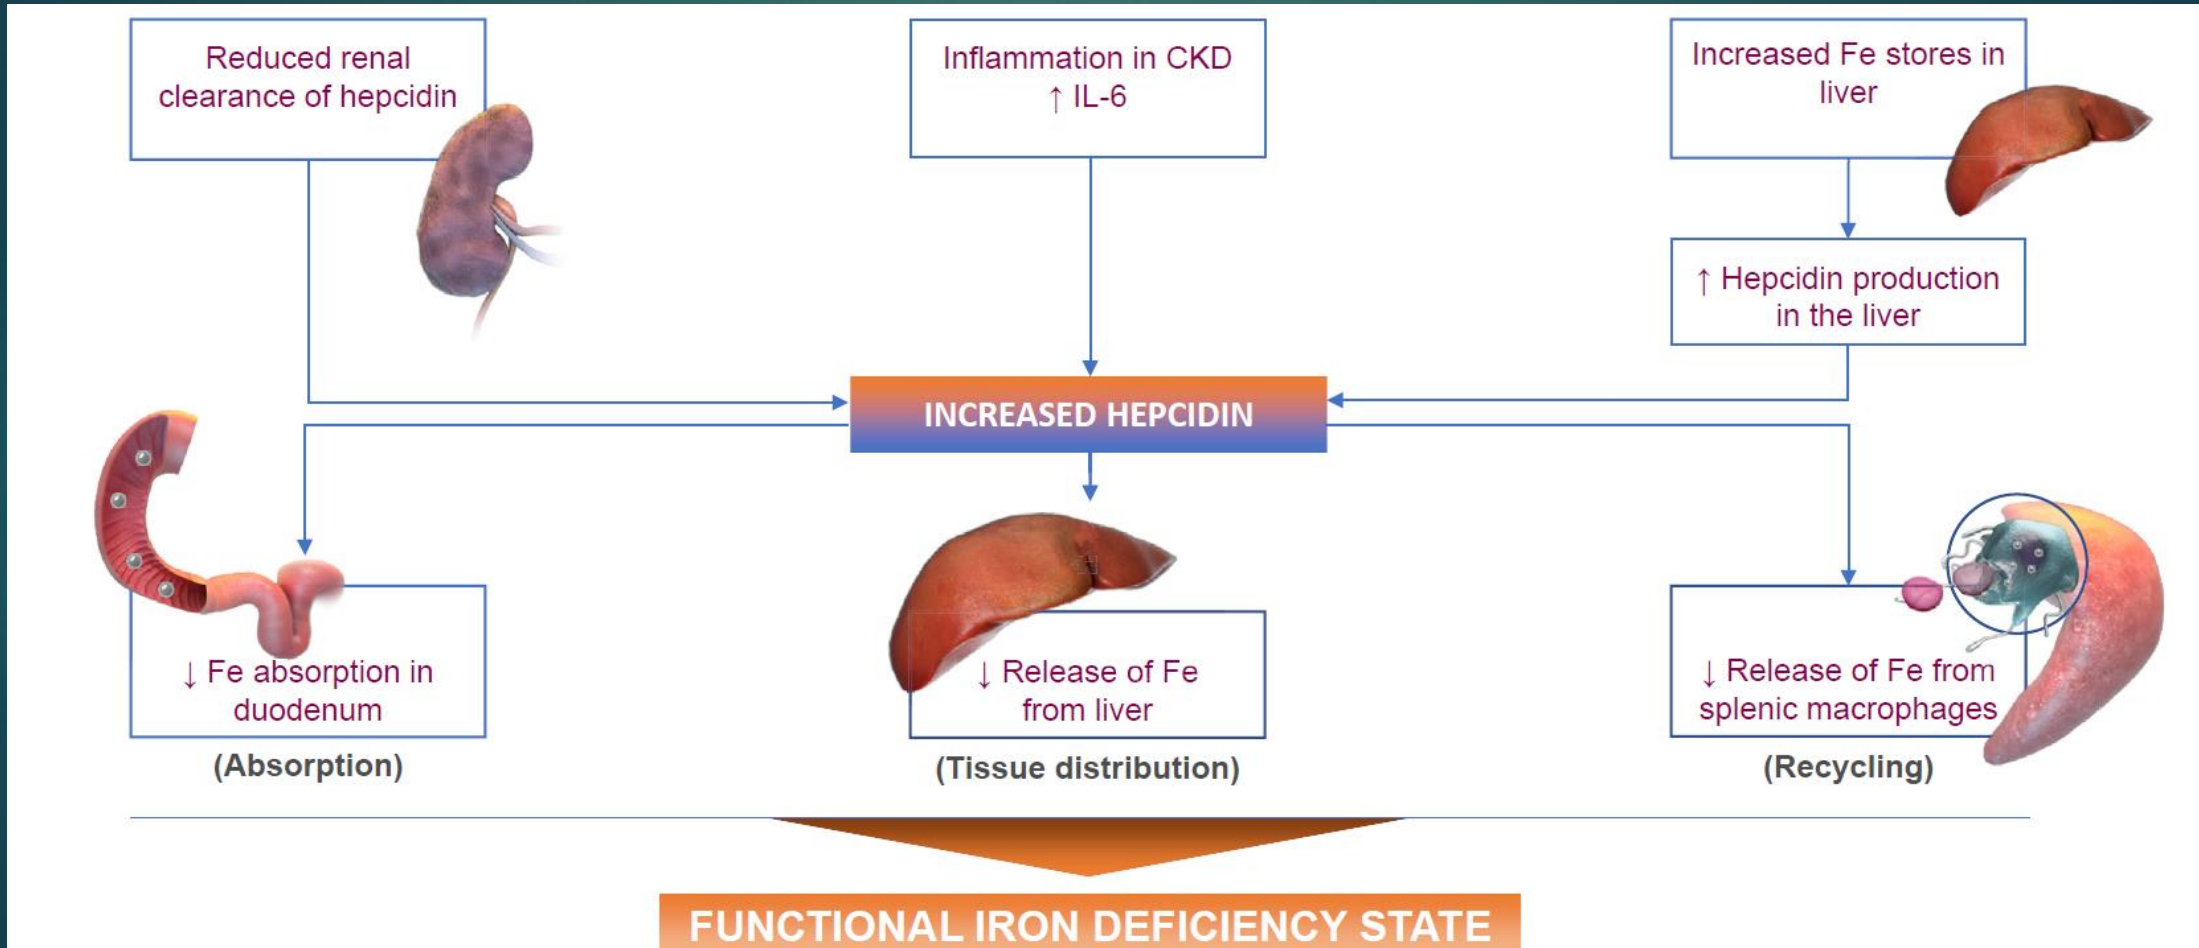 Reduced renal
clearance of hepcidin
Inflammation in CKD
↑ IL-6
Increased Fe stores in
liver
↑ Hepcidin production
in the liver
INCREASED HEPCIDIN
↓ Fe absorption in
duodenum
(Absorption)
↓ Release of Fe
from liver
(Tissue distribution)
↓ Release of Fe from
splenic macrophages
(Recycling)
FUNCTIONAL IRON DEFICIENCY STATE